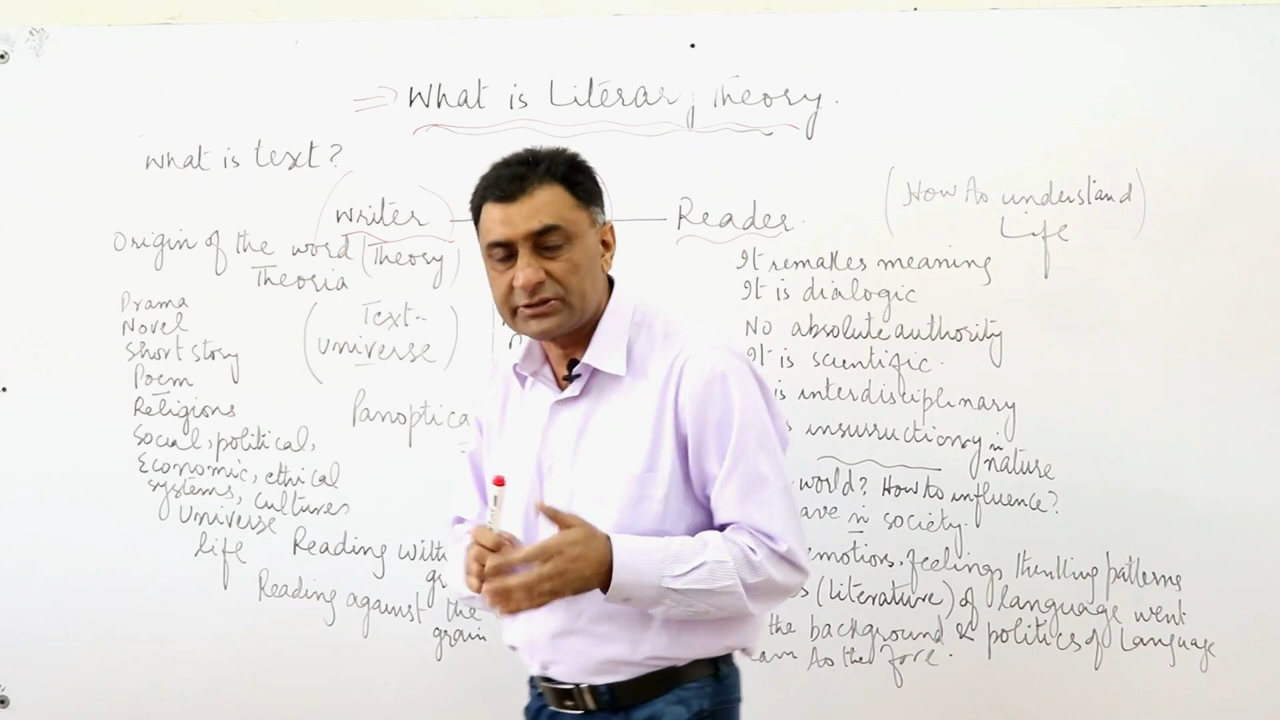 ⇒ What is Literary Theory.
What is text?
Writer — Reader.
(How to understand
Life)
Origin of the word (Theory)
Theoria
Drama
Novel
Short story
Poem
Religions
Social, political,
Economic, ethical
systems, cultures
Universe
life
(Text--
universe)
Panoptica
Reading with
Reading against the
grain
It remakes meaning
It is dialogic
No absolute authority
It is scientific.
is interdisciplinary
insurructionary in
nature
world? How to influence?
in society.
emotions, feelings, thinking patterns
(literature) of language went
the background & politics of Language
to the fore.